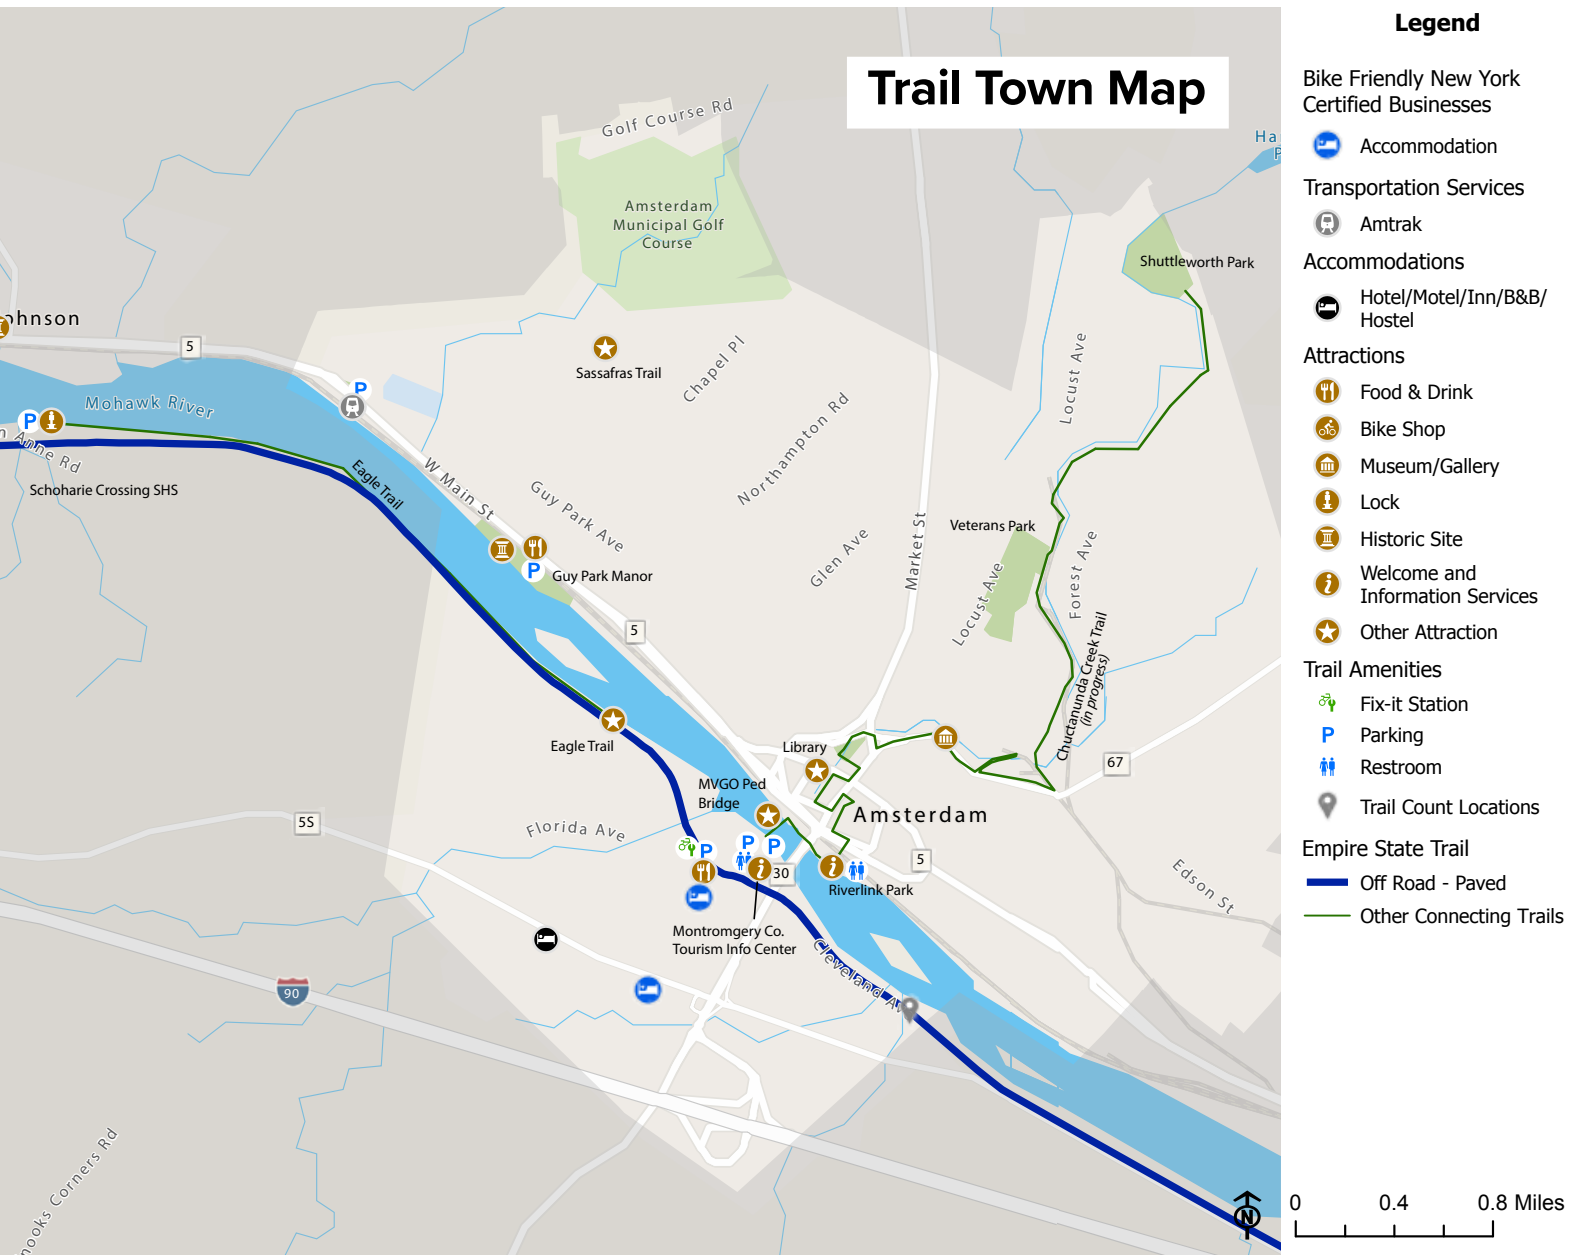 Trail Town Map
Golf Course Rd
Ha
P
Amsterdam
Municipal Golf
Course
Shuttleworth Park
ohnson
5
Sassafras Trail
Chapel Pl
Locust Ave
P
Mohawk River
P
n Anne Rd
Schoharie Crossing SHS
Eagle Trail
W Main St
Guy Park Ave
Northampton Rd
Glen Ave
Market St
Veterans Park
Locust Ave
Forest Ave
P
Guy Park Manor
5
Chuctanunda Creek Trail
(in progress)
Eagle Trail
Library
67
MVGO Ped
Bridge
Amsterdam
5S
Florida Ave
P
P
P
30
5
Riverlink Park
Edson St
Montromgery Co.
Tourism Info Center
Cleveland A
90
nooks Corners Rd
N
Legend
Bike Friendly New York
Certified Businesses
Accommodation
Transportation Services
Amtrak
Accommodations
Hotel/Motel/Inn/B&B/
Hostel
Attractions
Food & Drink
Bike Shop
Museum/Gallery
Lock
Historic Site
Welcome and
Information Services
Other Attraction
Trail Amenities
Fix-it Station
P Parking
Restroom
Trail Count Locations
Empire State Trail
Off Road - Paved
Other Connecting Trails
0 0.4 0.8 Miles